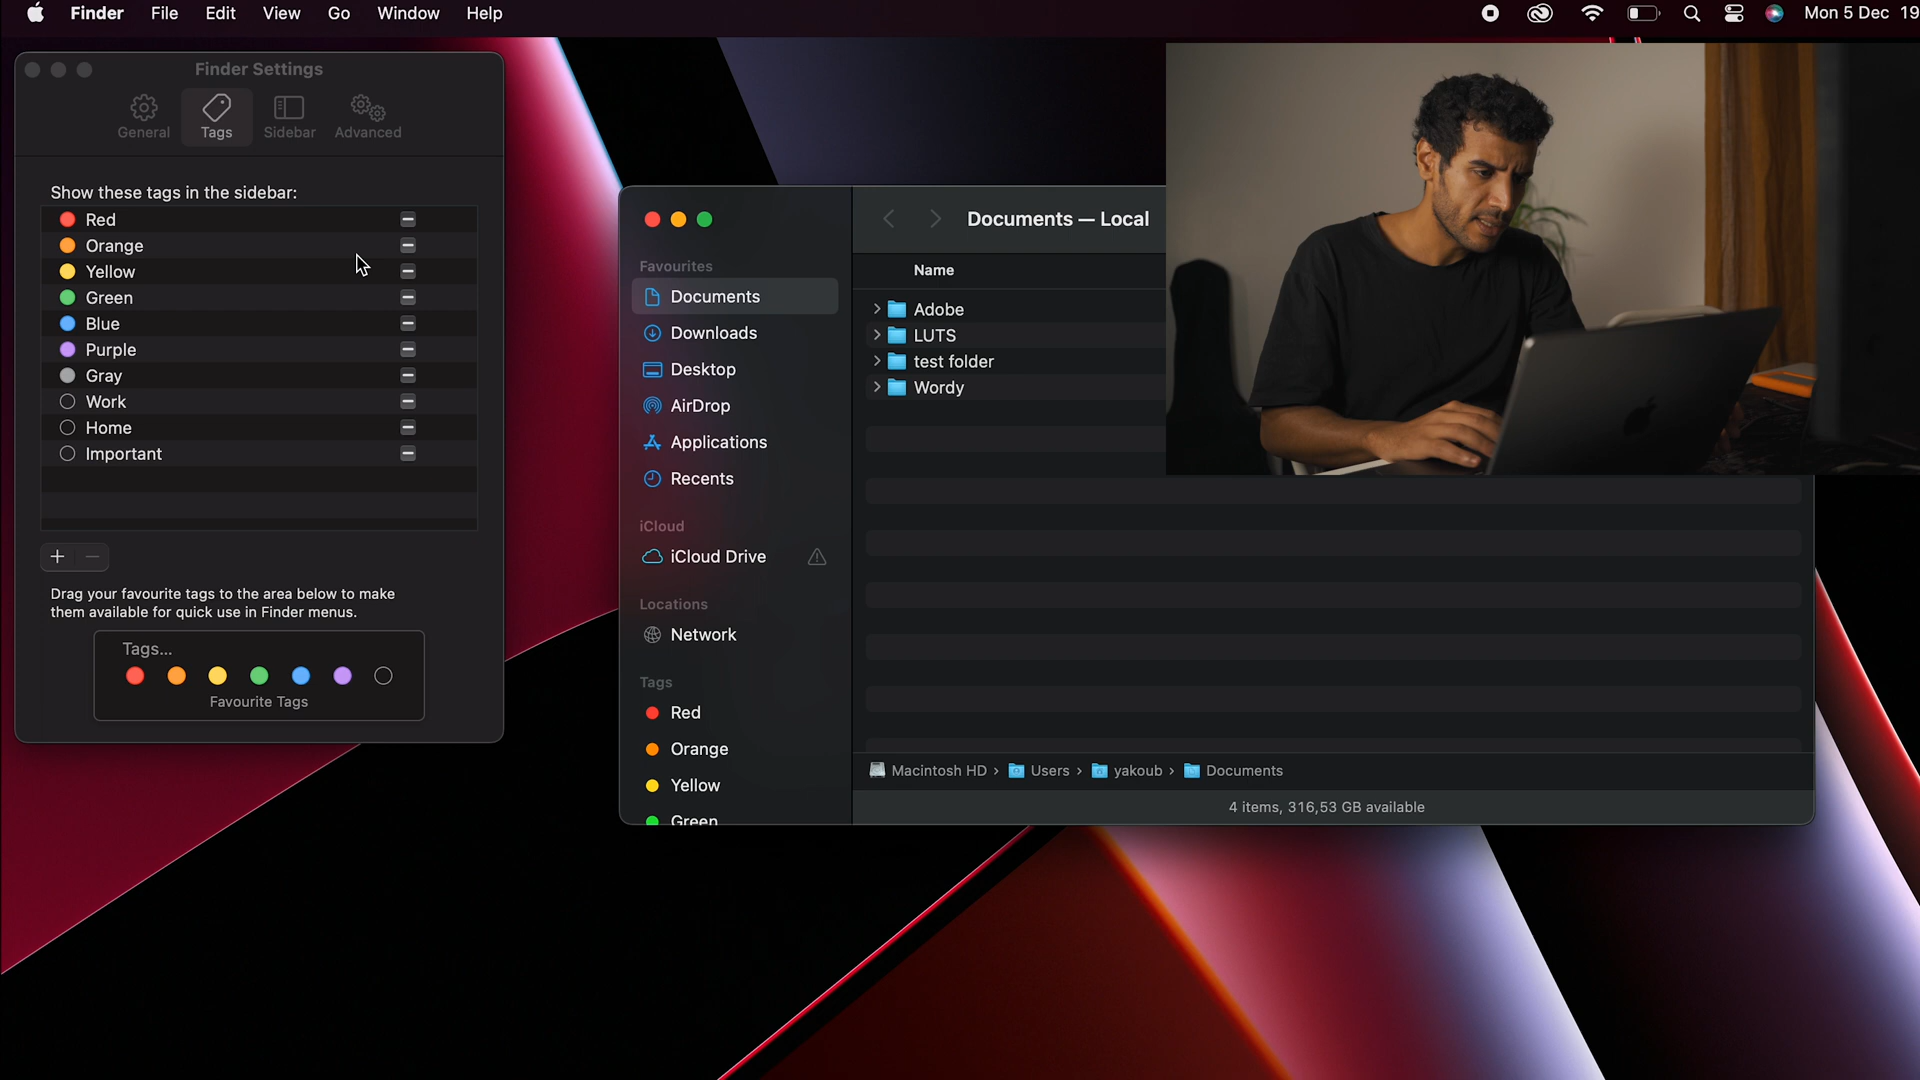 Finder File Edit View Go Window Help
Mon 5 Dec 19
Finder Settings
General Tags Sidebar Advanced
Show these tags in the sidebar:
Red
Orange
Yellow
Green
Blue
Purple
Gray
Work
Home
Important
+ −
Drag your favourite tags to the area below to make
them available for quick use in Finder menus.
Tags...
Favourite Tags
Favourites
Documents
Downloads
Desktop
AirDrop
Applications
Recents
iCloud
iCloud Drive
Locations
Network
Tags
Red
Orange
Yellow
Green
Documents — Local
Name
Adobe
LUTS
test folder
Wordy
Macintosh HD › Users › yakoub › Documents
4 items, 316,53 GB available